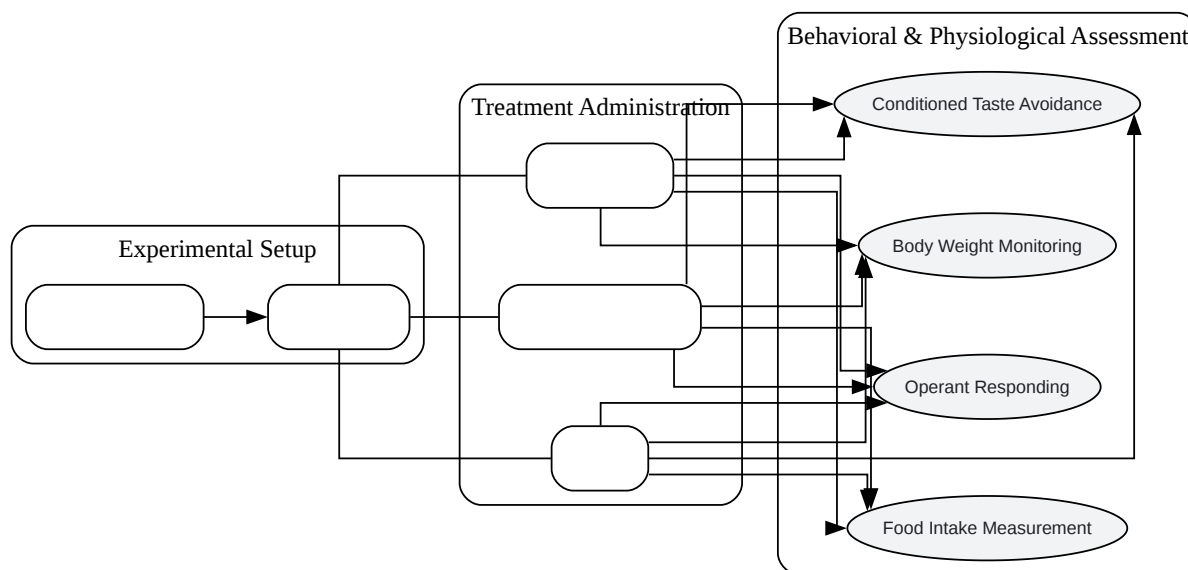 Behavioral & Physiological Assessment
Treatment Administration
Conditioned Taste Avoidance
Experimental Setup
Body Weight Monitoring
Operant Responding
Food Intake Measurement